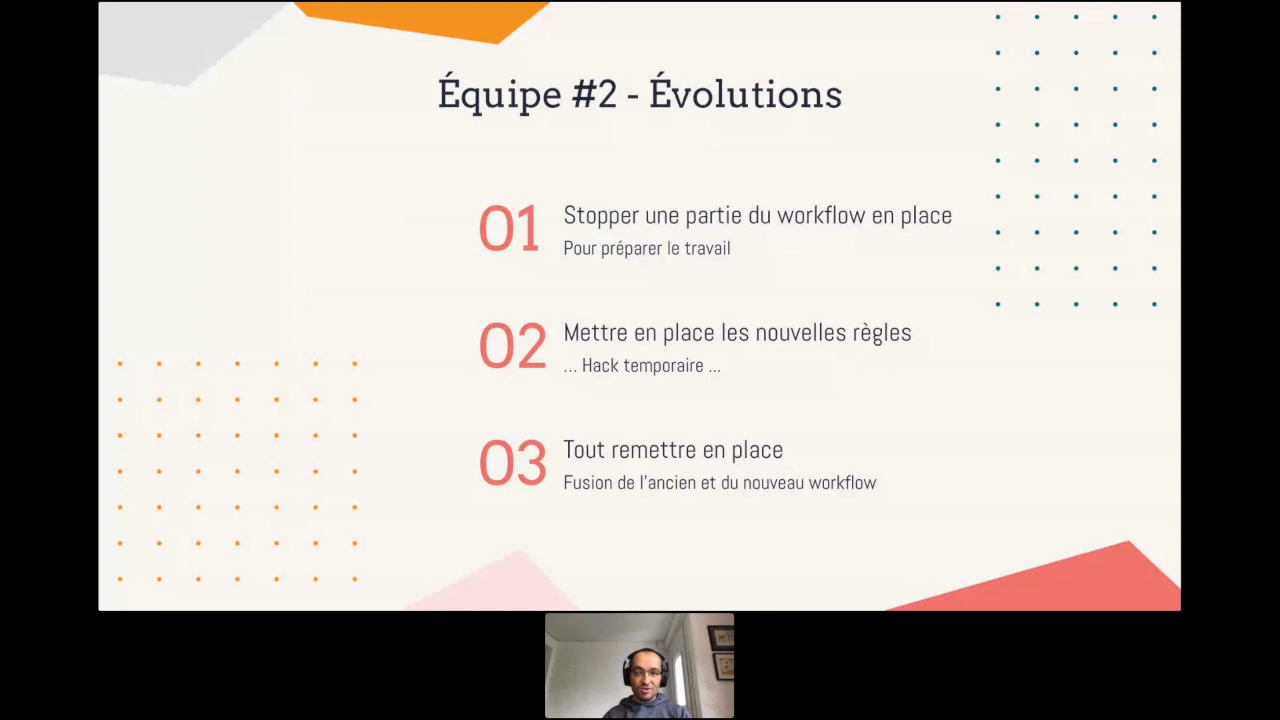 Équipe #2 - Évolutions
01
Stopper une partie du workflow en place
Pour préparer le travail
02
Mettre en place les nouvelles règles
... Hack temporaire ...
03
Tout remettre en place
Fusion de l'ancien et du nouveau workflow